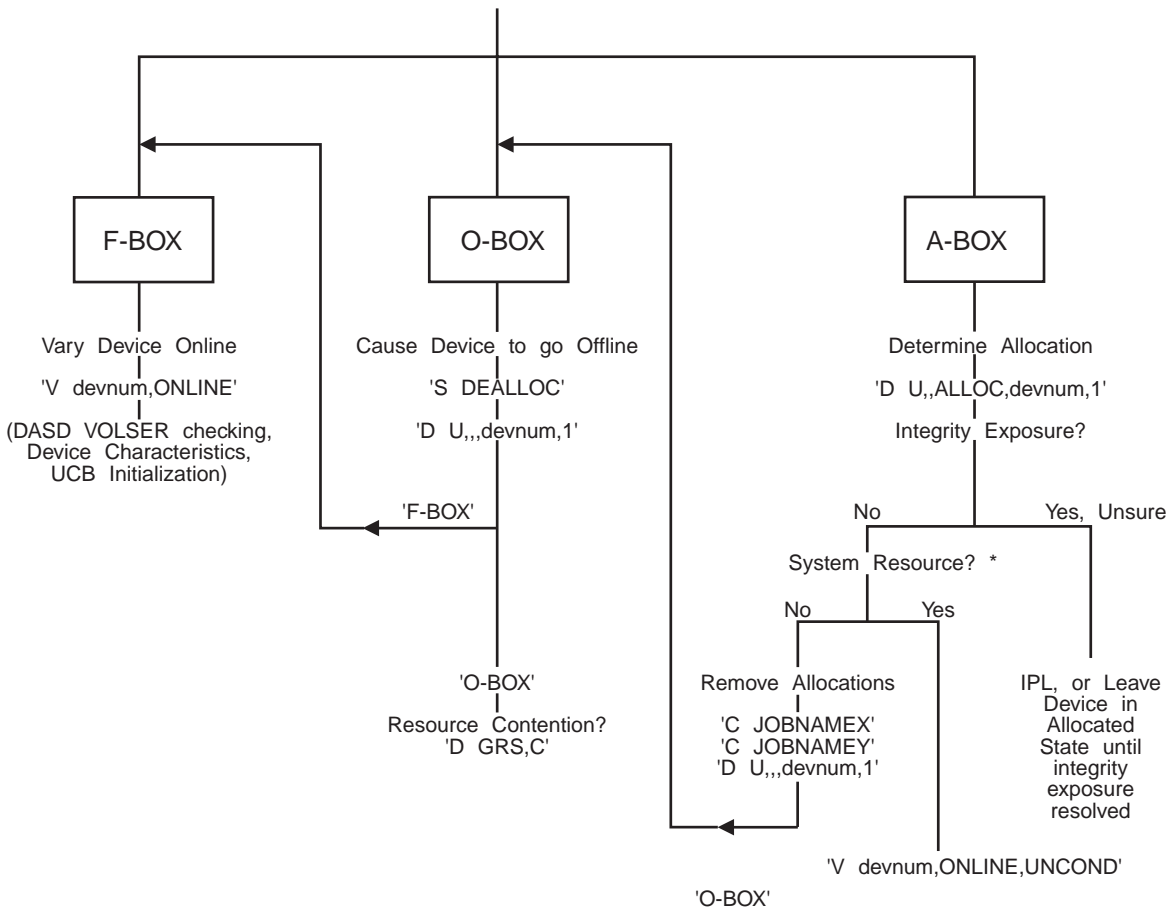 F-BOX
Vary Device Online
'V devnum,ONLINE'
(DASD VOLSER checking,
Device Characteristics,
UCB Initialization)
O-BOX
Cause Device to go Offline
'S DEALLOC'
'D U,,,devnum,1'
'F-BOX'
'O-BOX'
Resource Contention?
'D GRS,C'
A-BOX
Determine Allocation
'D U,,ALLOC,devnum,1'
Integrity Exposure?
No
Yes, Unsure
System Resource? *
No
Yes
Remove Allocations
'C JOBNAMEX'
'C JOBNAMEY'
'D U,,,devnum,1'
IPL, or Leave
Device in
Allocated
State until
integrity
exposure
resolved
'V devnum,ONLINE,UNCOND'
'O-BOX'